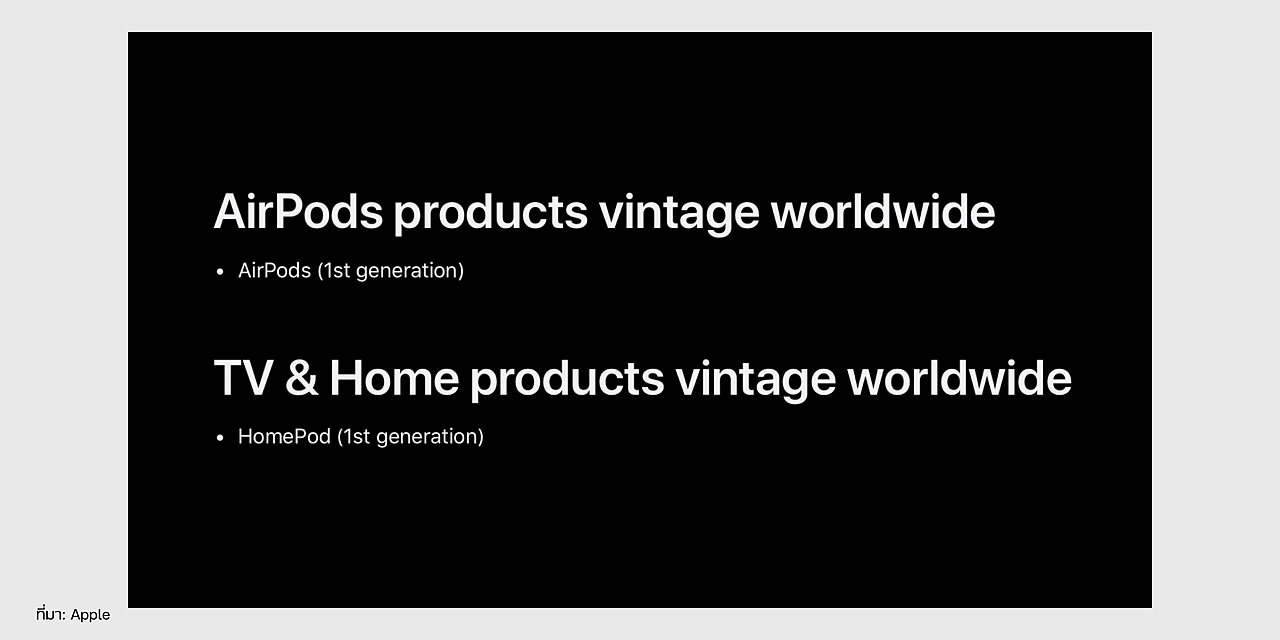 AirPods products vintage worldwide
• AirPods (1st generation)
TV & Home products vintage worldwide
• HomePod (1st generation)
ที่มา: Apple